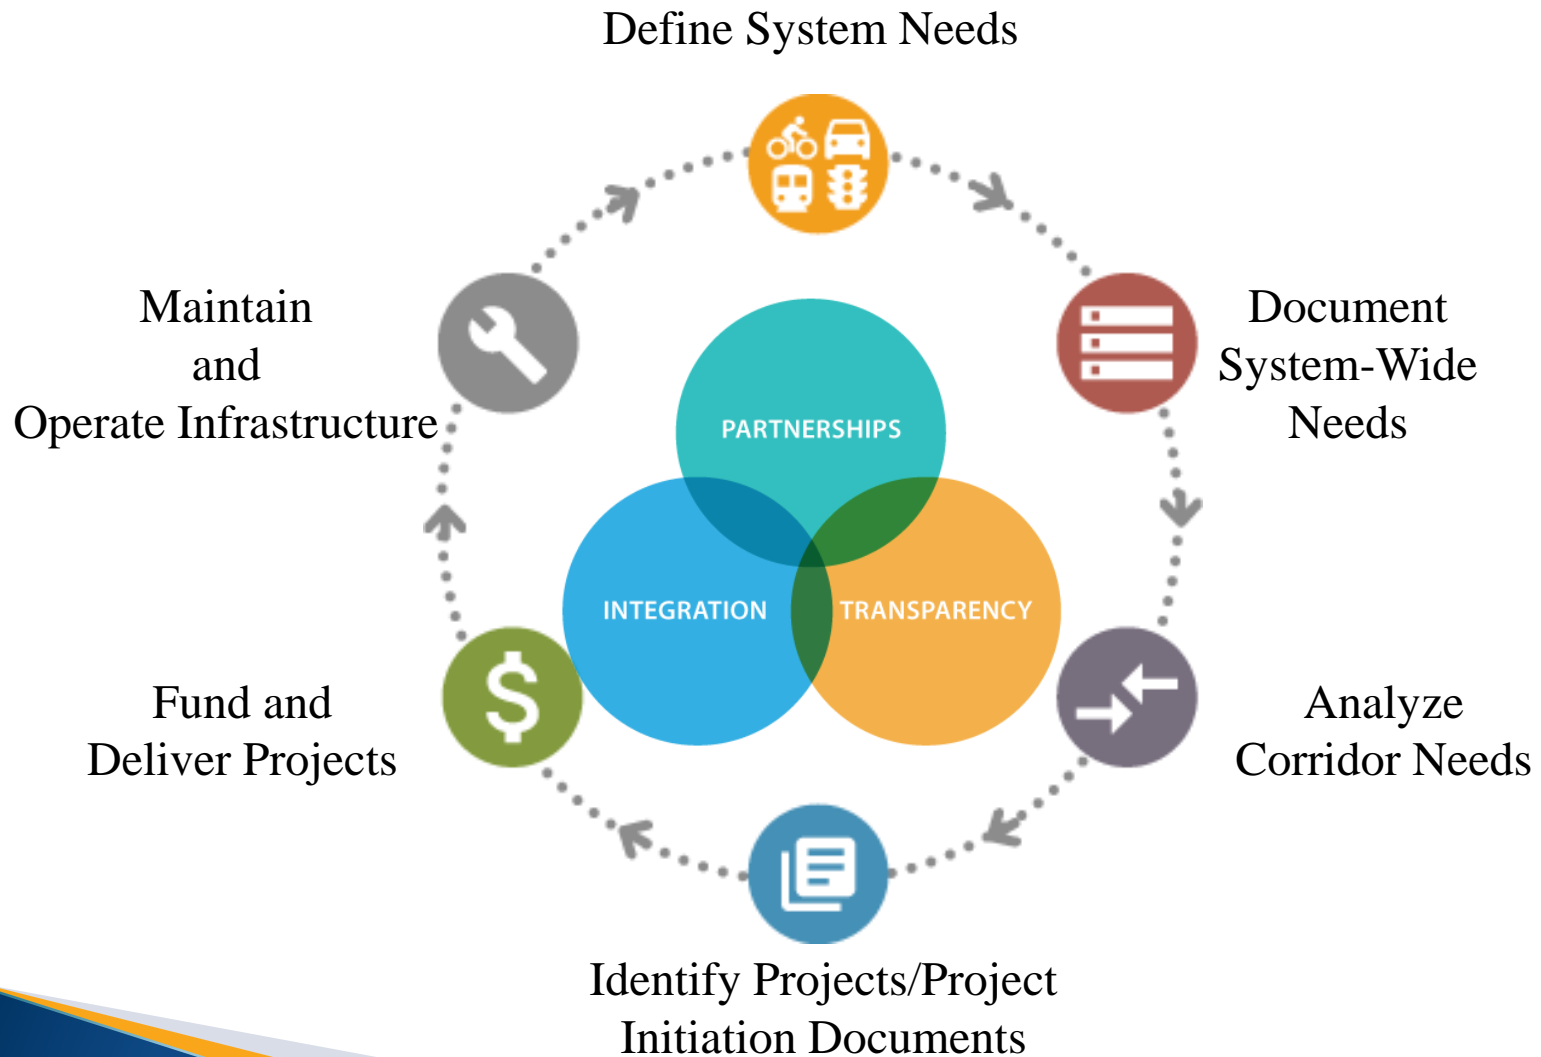 Define System Needs
Maintain
and
Operate Infrastructure
Document
System-Wide
Needs
PARTNERSHIPS
INTEGRATION
TRANSPARENCY
Fund and
Deliver Projects
$
Analyze
Corridor Needs
Identify Projects/Project
Initiation Documents